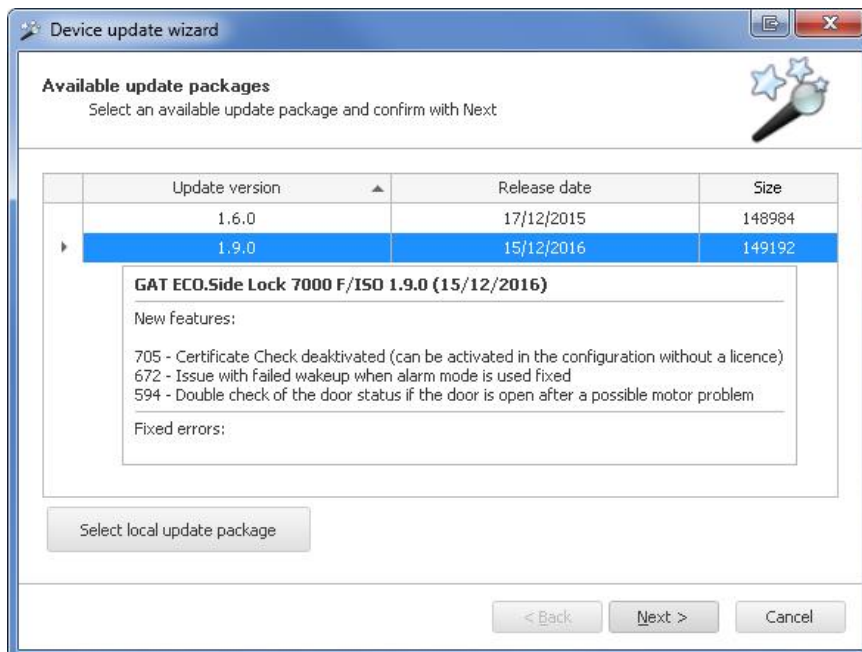 Device update wizard
Available update packages
Select an available update package and confirm with Next
Update version Release date Size
1.6.0 17/12/2015 148984
1.9.0 15/12/2016 149192
GAT ECO.Side Lock 7000 F/ISO 1.9.0 (15/12/2016)
New features:
705 - Certificate Check deaktivated (can be activated in the configuration without a licence)
672 - Issue with failed wakeup when alarm mode is used fixed
594 - Double check of the door status if the door is open after a possible motor problem
Fixed errors:
Select local update package
< Back Next > Cancel